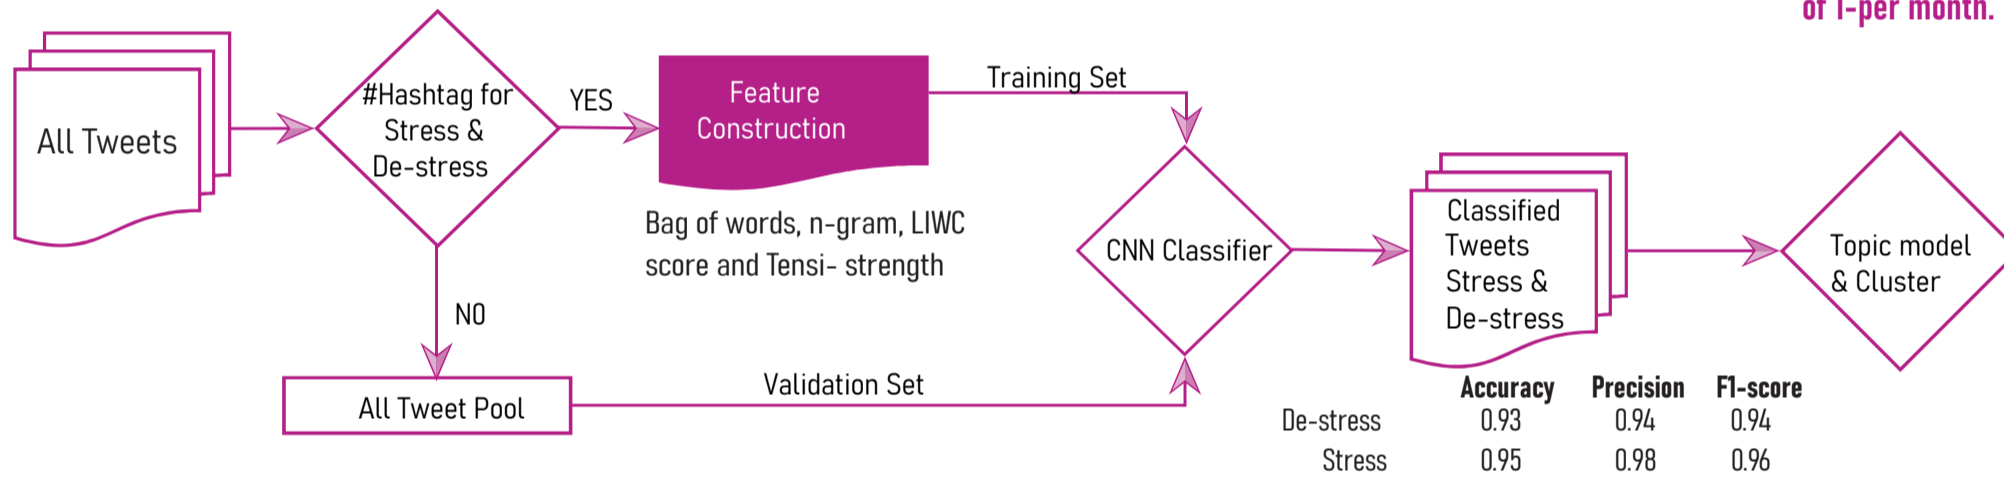 of 1-per month.
All Tweets
#Hashtag for
Stress &
De-stress
YES
NO
Feature
Construction
Bag of words, n-gram, LIWC
score and Tensi- strength
Training Set
All Tweet Pool
Validation Set
CNN Classifier
Classified
Tweets
Stress &
De-stress
Topic model
& Cluster
Accuracy Precision F1-score
De-stress 0.93 0.94 0.94
Stress 0.95 0.98 0.96